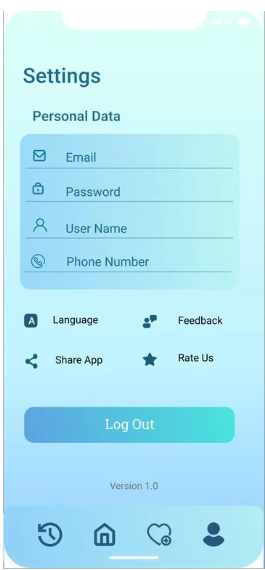 Settings
Personal Data
Email
Password
User Name
Phone Number
A Language
Feedback
Share App
Rate Us
Log Out
Version 1.0